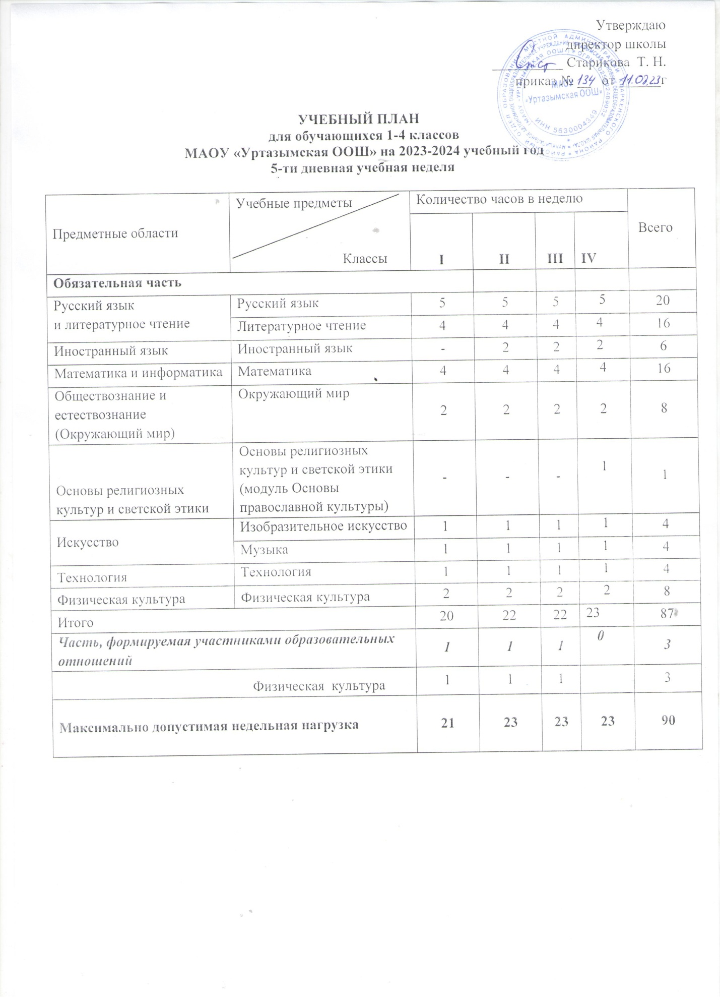 Утверждаю
директор школы
Старикова Т. Н.
приказ № 134 от 11.08.23г
МАОУ
«Уртазымская ООШ»
ИНН 5630004349
УЧЕБНЫЙ ПЛАН
для обучающихся 1-4 классов
МАОУ «Уртазымская ООШ» на 2023-2024 учебный год
5-ти дневная учебная неделя
Предметные области Учебные предметы Классы Количество часов в неделю Всего
I II III IV
Обязательная часть
Русский язык
и литературное чтение
Русский язык 5 5 5 5 20
Литературное чтение 4 4 4 4 16
Иностранный язык Иностранный язык - 2 2 2 6
Математика и информатика Математика 4 4 4 4 16
Обществознание и
естествознание
(Окружающий мир)
Окружающий мир 2 2 2 2 8
Основы религиозных
культур и светской этики
Основы религиозных
культур и светской этики
(модуль Основы
православной культуры)
- - - 1 1
Искусство
Изобразительное искусство 1 1 1 1 4
Музыка 1 1 1 1 4
Технология Технология 1 1 1 1 4
Физическая культура Физическая культура 2 2 2 2 8
Итого 20 22 22 23 87
Часть, формируемая участниками образовательных
отношений
1 1 1 0 3
Физическая культура 1 1 1 3
Максимально допустимая недельная нагрузка 21 23 23 23 90